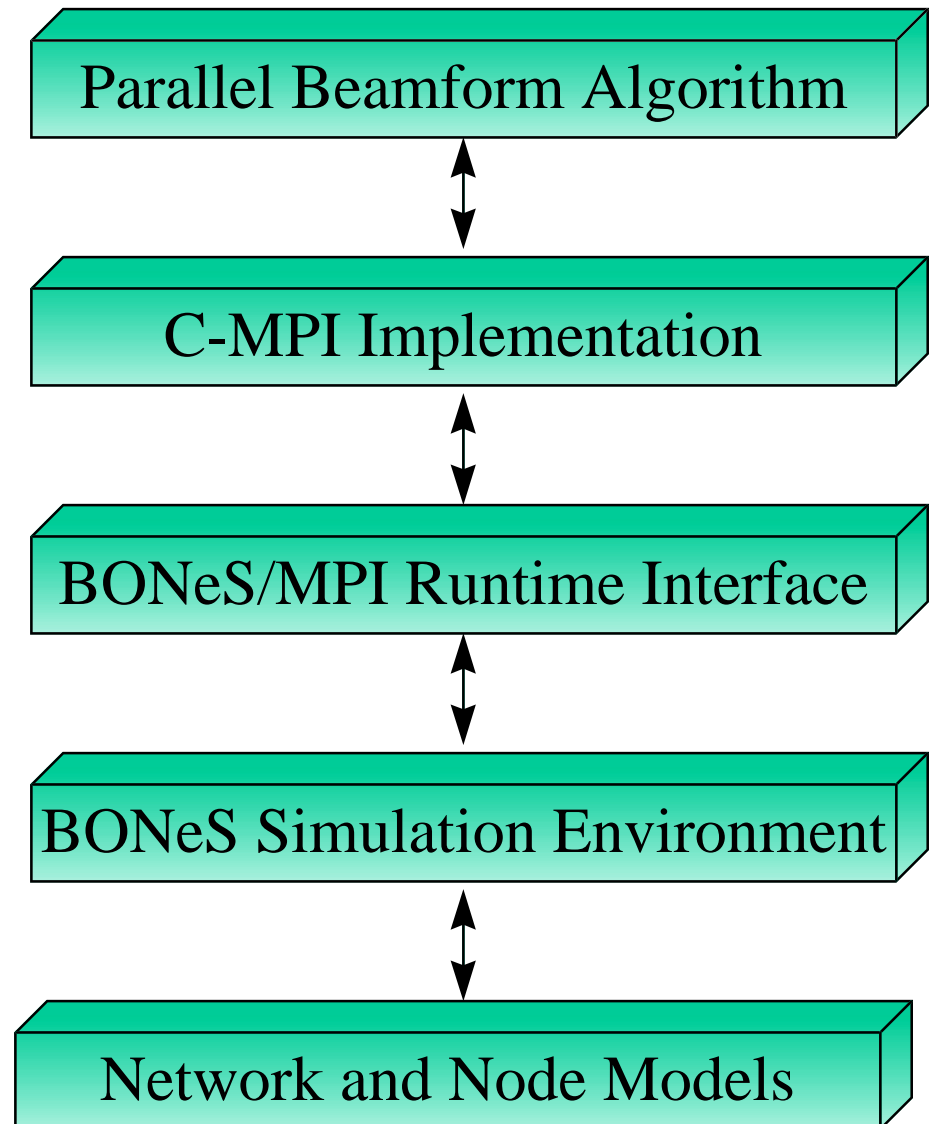 Parallel Beamform Algorithm
C-MPI Implementation
BONeS/MPI Runtime Interface
BONeS Simulation Environment
Network and Node Models